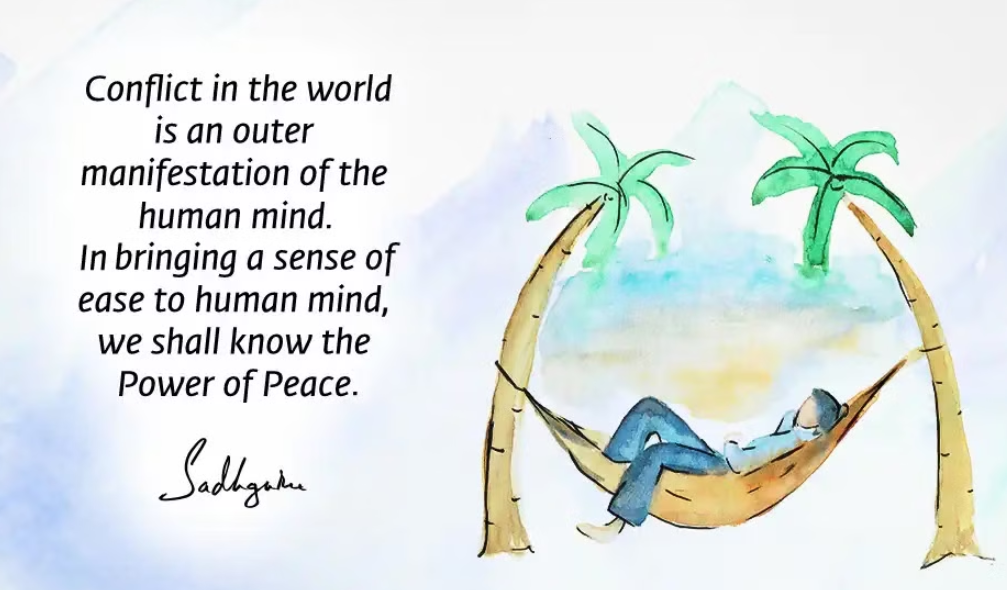 Conflict in the world
is an outer
manifestation of the
human mind.
In bringing a sense of
ease to human mind,
we shall know the
Power of Peace.
Sadhguru